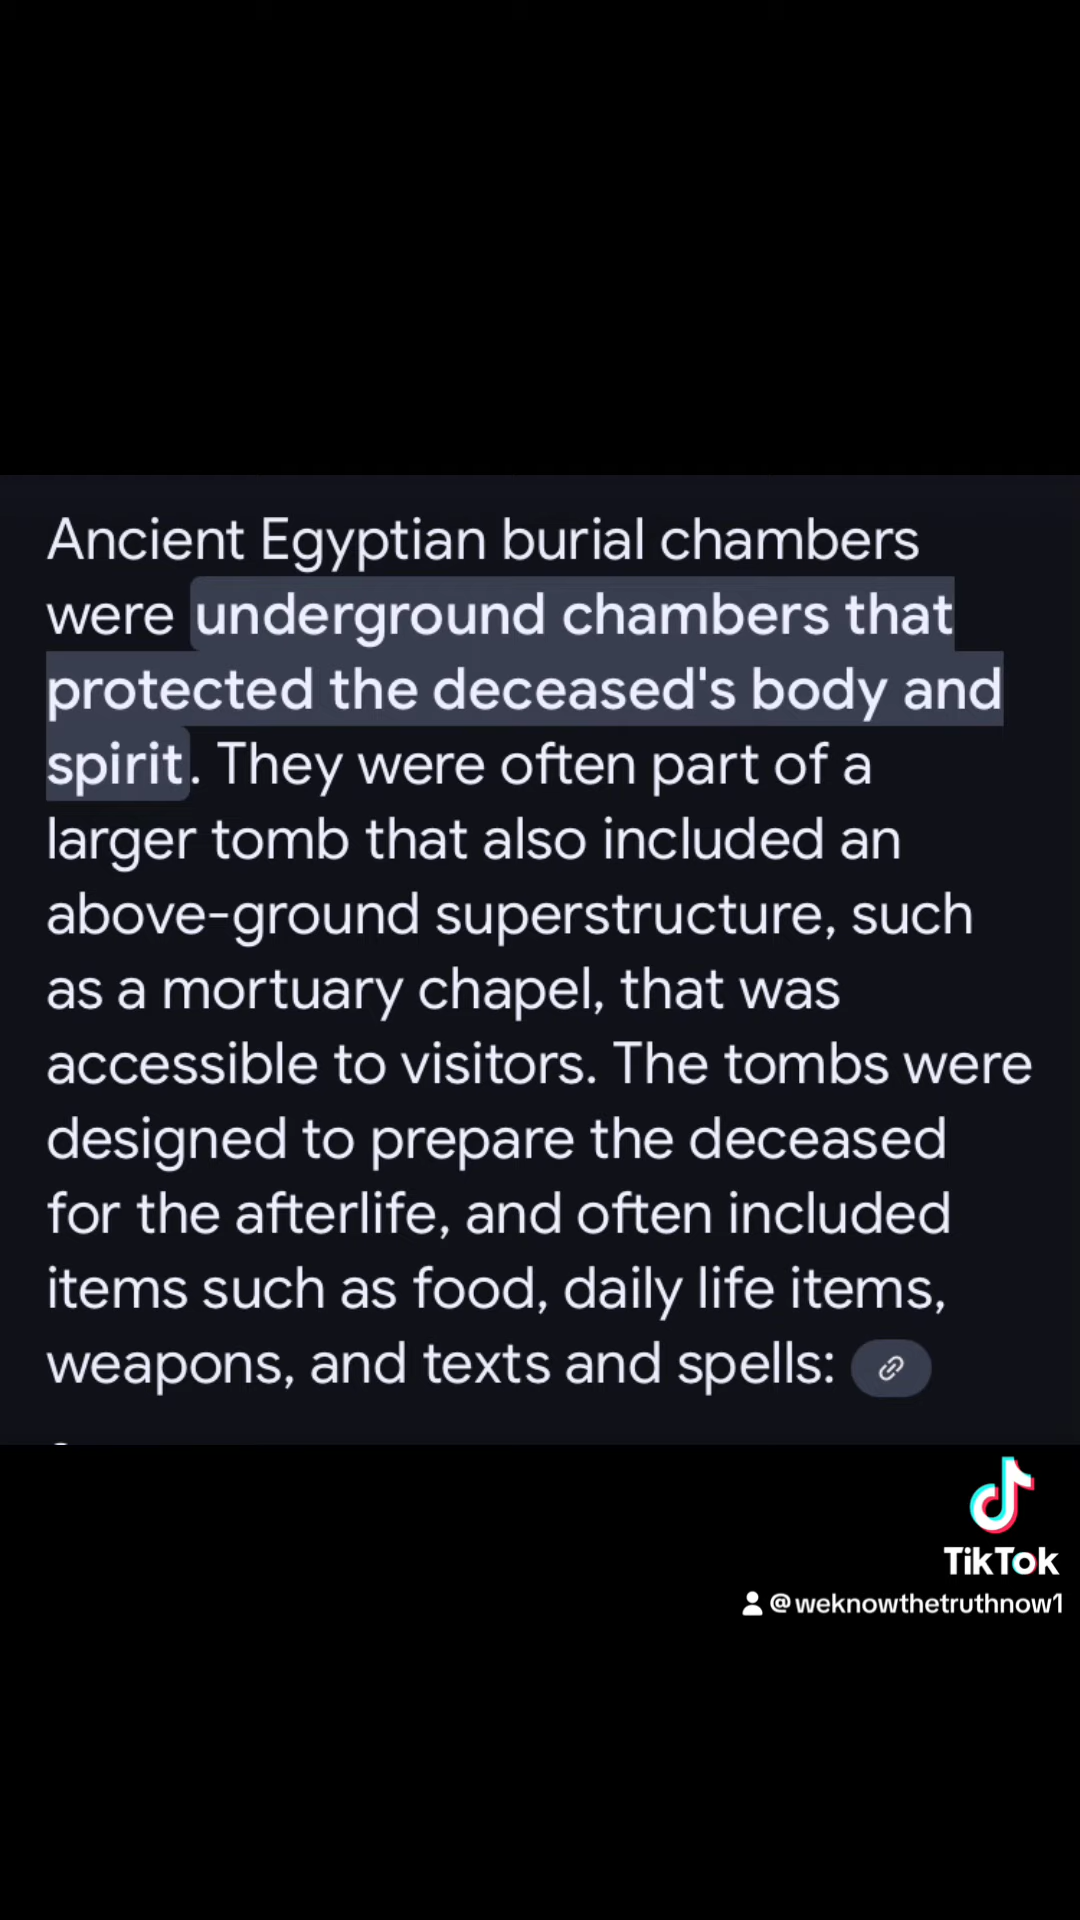 Ancient Egyptian burial chambers
were underground chambers that
protected the deceased's body and
spirit. They were often part of a
larger tomb that also included an
above-ground superstructure, such
as a mortuary chapel, that was
accessible to visitors. The tombs were
designed to prepare the deceased
for the afterlife, and often included
items such as food, daily life items,
weapons, and texts and spells:
TikTok
@weknowthetruthnow1